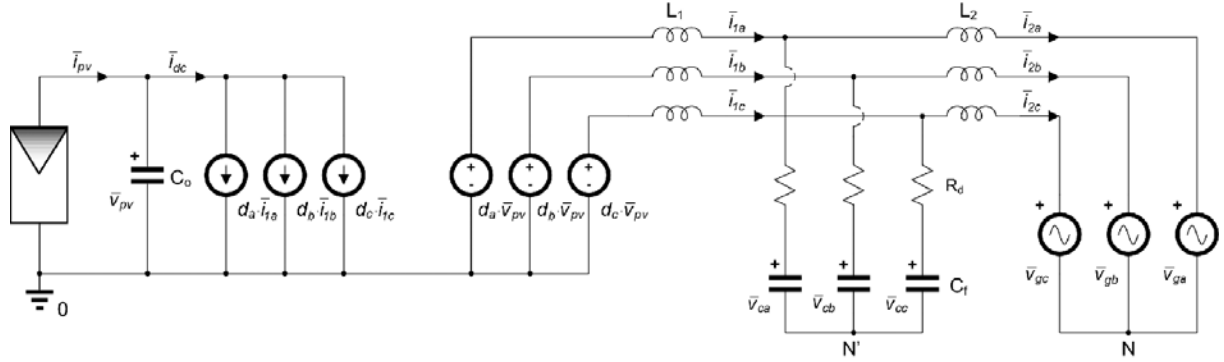 L₁ i̅₁ₐ L₂ i̅₂ₐ
i̅pv i̅dc i̅1b i̅2b
i̅1c i̅2c
+ Co + - + - + - Rd
v̅pv + + +
da·i̅1a db·i̅1b dc·i̅1c da·v̅pv db·v̅pv dc·v̅pv
+ + + Cf v̅gc v̅gb v̅ga
0 v̅ca v̅cb v̅cc
N' N